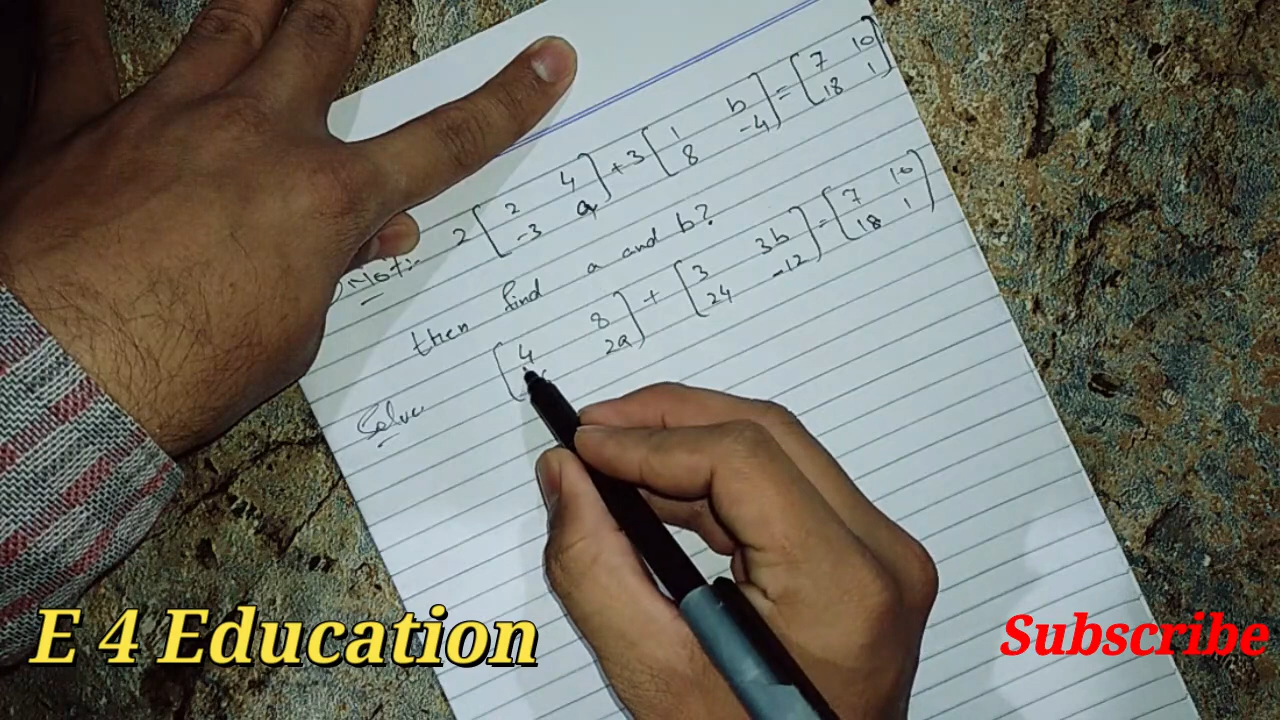 2 [2 4 -3 a] + 3 [1 b 8 -4] = [7 10 18 1]
then find a and b?
Solve [4 8 2a] + [3 3b 24 -12] = [7 10 18 1]
E 4 Education
Subscribe